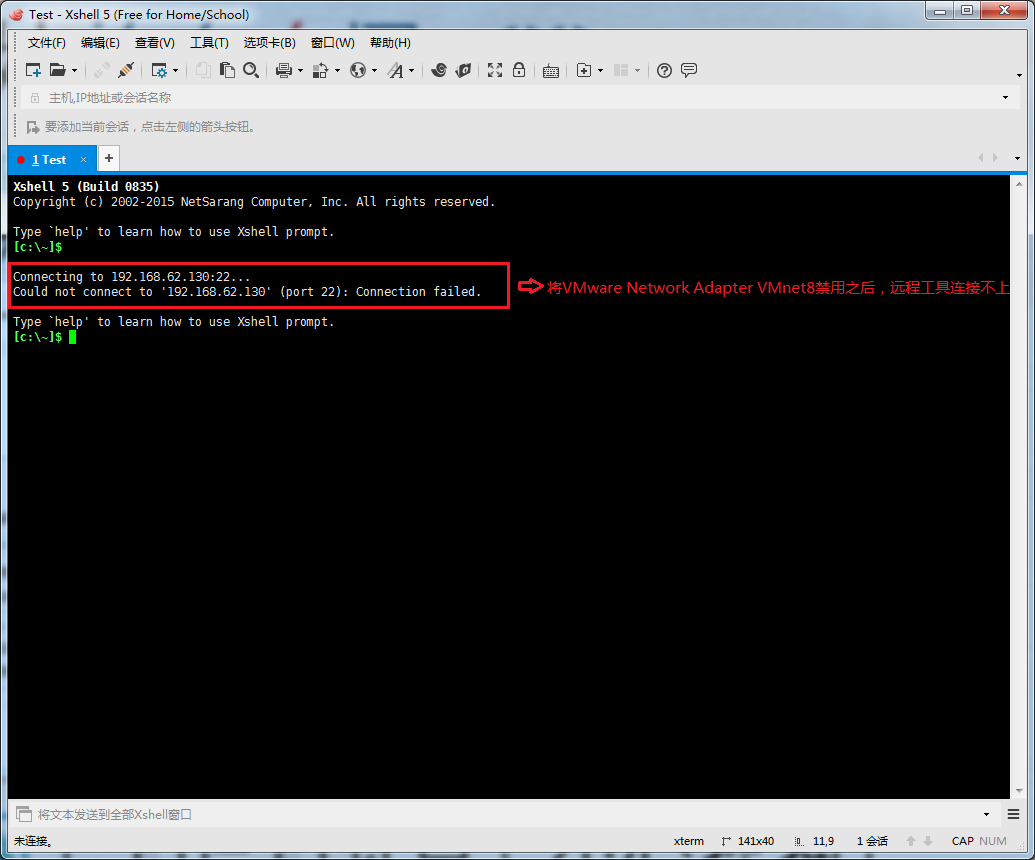 Test - Xshell 5 (Free for Home/School)
文件(F) 编辑(E) 查看(V) 工具(T) 选项卡(B) 窗口(W) 帮助(H)
主机,IP地址或会话名称
要添加当前会话，点击左侧的箭头按钮。
1 Test
Xshell 5 (Build 0835)
Copyright (c) 2002-2015 NetSarang Computer, Inc. All rights reserved.
Type `help' to learn how to use Xshell prompt.
[c:\~]$
Connecting to 192.168.62.130:22...
Could not connect to '192.168.62.130' (port 22): Connection failed.
将VMware Network Adapter VMnet8禁用之后，远程工具连接不上
Type `help' to learn how to use Xshell prompt.
[c:\~]$
将文本发送到全部Xshell窗口
未连接。 xterm 141x40 11,9 1 会话 CAP NUM